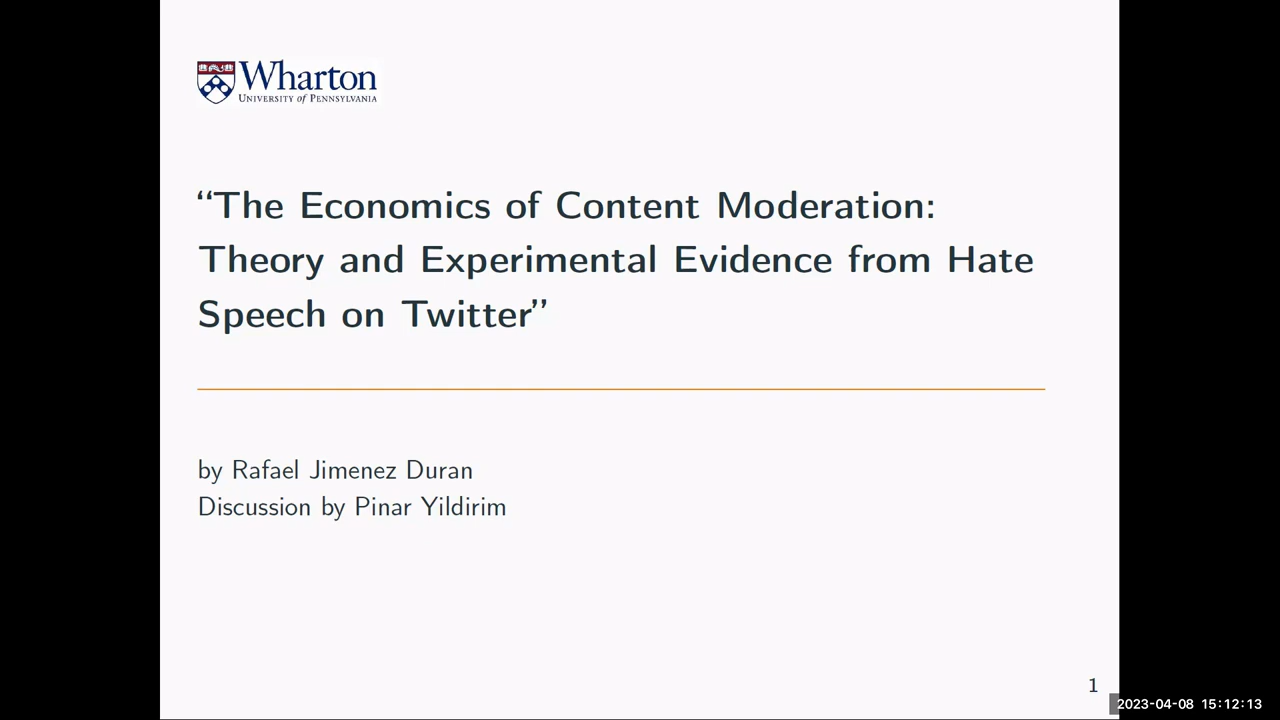 Wharton
UNIVERSITY of PENNSYLVANIA
“The Economics of Content Moderation:
Theory and Experimental Evidence from Hate
Speech on Twitter”
by Rafael Jimenez Duran
Discussion by Pinar Yildirim
1
2023-04-08 15:12:13